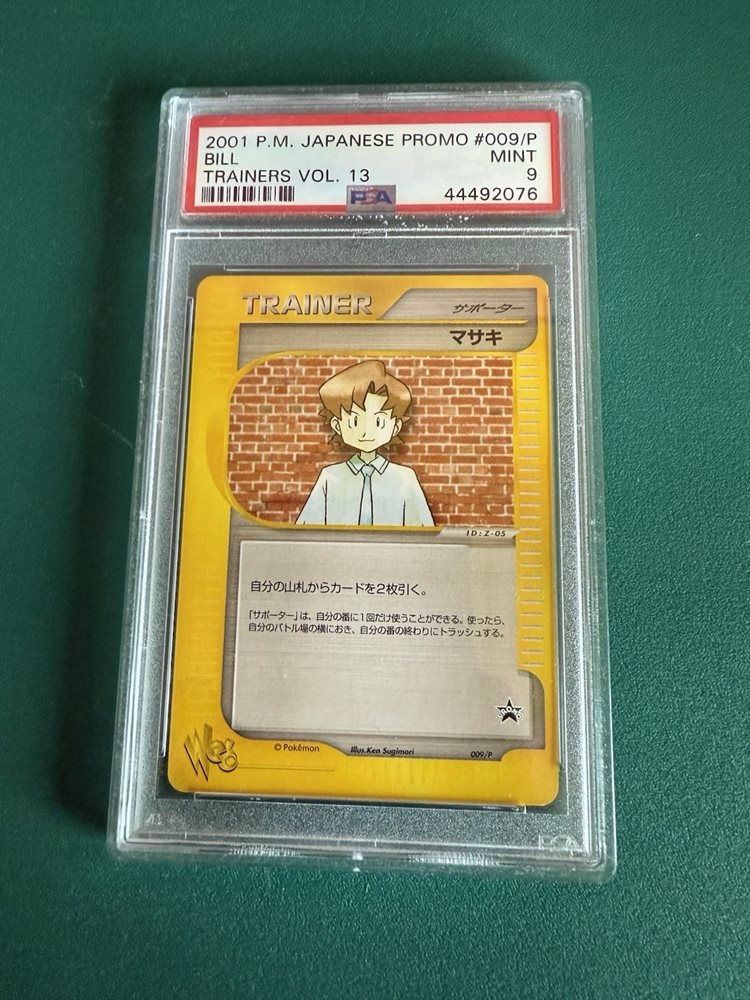 2001 P.M. JAPANESE PROMO #009/P
BILL MINT
TRAINERS VOL. 13 9
PSA 44492076
TRAINER サポーター
マサキ
ID:Z-05
自分の山札からカードを2枚引く。
「サポーター」は、自分の番に1回だけ使うことができる。使ったら、
自分のバトル場の横におき、自分の番の終わりにトラッシュする。
Web
©Pokémon Illus.Ken Sugimori 009/P